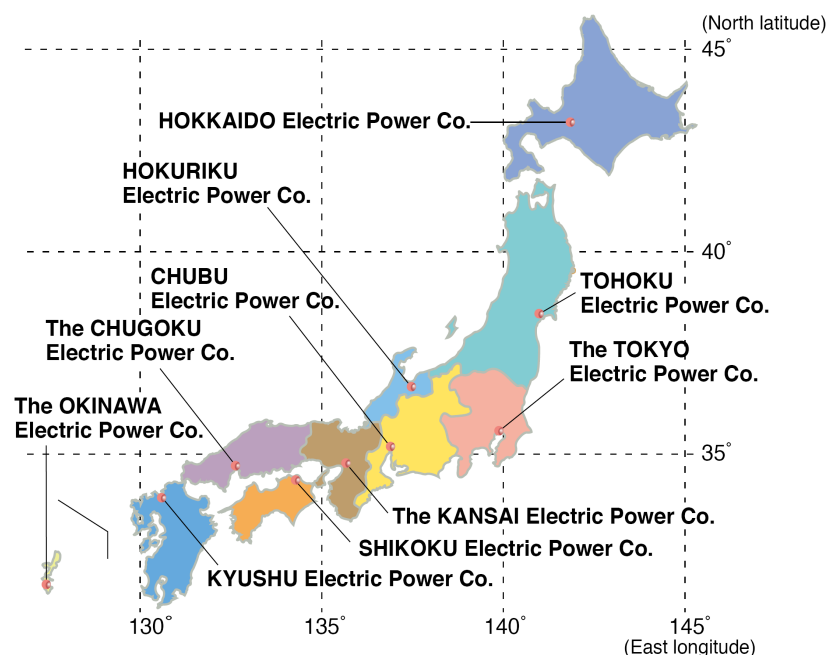 (North latitude)
45°
HOKKAIDO Electric Power Co.
HOKURIKU
Electric Power Co.
40°
CHUBU
Electric Power Co.
TOHOKU
Electric Power Co.
The CHUGOKU
Electric Power Co.
The TOKYO
Electric Power Co.
The OKINAWA
Electric Power Co.
35°
The KANSAI Electric Power Co.
SHIKOKU Electric Power Co.
KYUSHU Electric Power Co.
130°
135°
140°
145°
(East longitude)